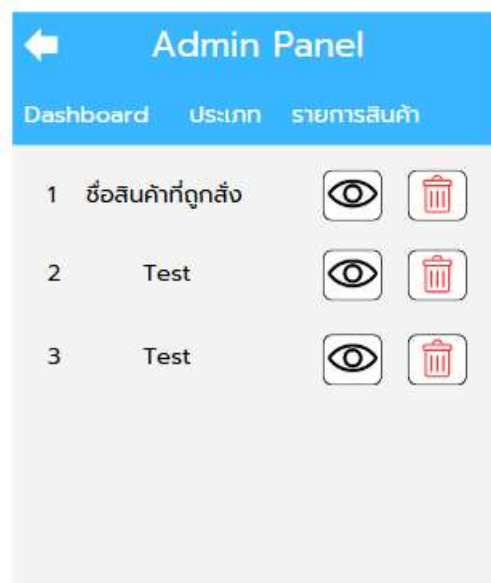 Admin Panel
Dashboard ประเภท รายการสินค้า
1 ชื่อสินค้าที่ถูกสั่ง
2 Test
3 Test